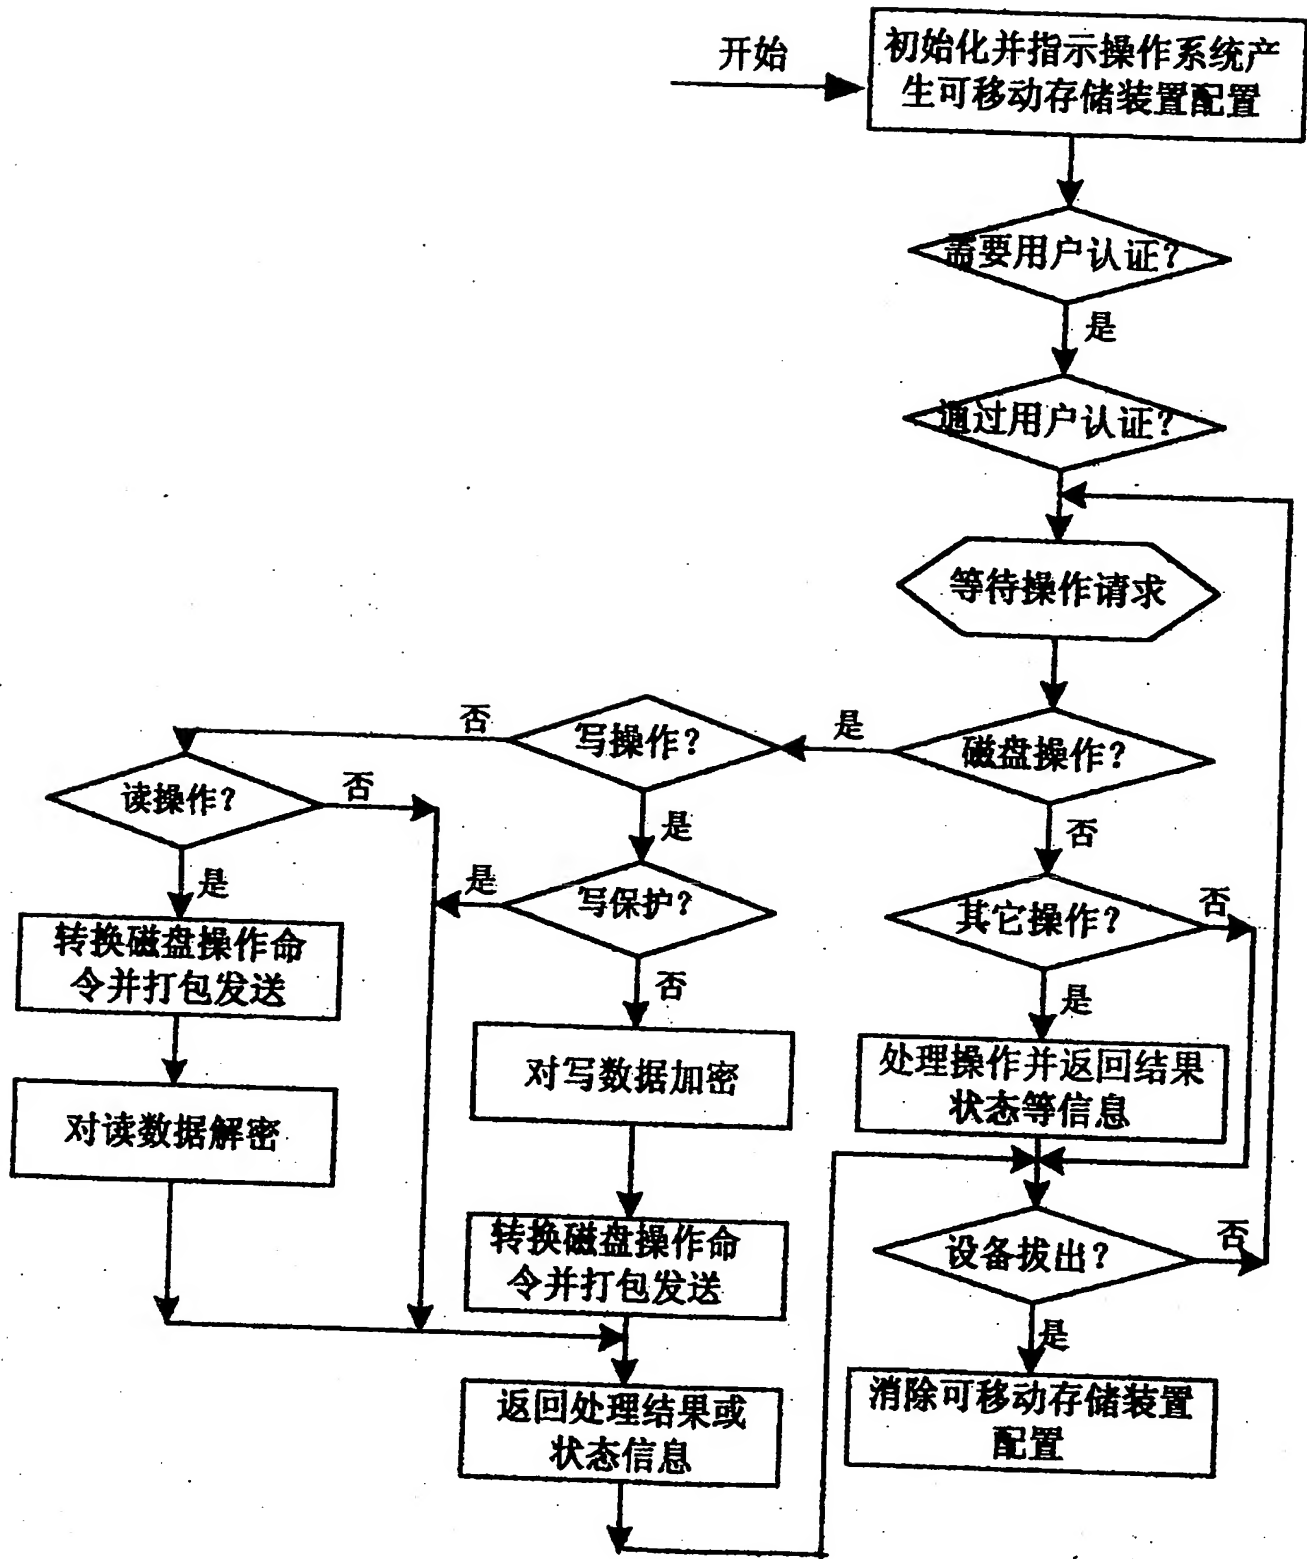 开始
初始化并指示操作系统产
生可移动存储装置配置
需要用户认证?
是
通过用户认证?
等待操作请求
否
写操作?
是
磁盘操作?
读操作?
否
是
否
是
是
写保护?
其它操作?
否
转换磁盘操作命
令并打包发送
否
是
对写数据加密
处理操作并返回结果
状态等信息
对读数据解密
转换磁盘操作命
令并打包发送
设备拔出?
否
是
返回处理结果或
状态信息
消除可移动存储装置
配置